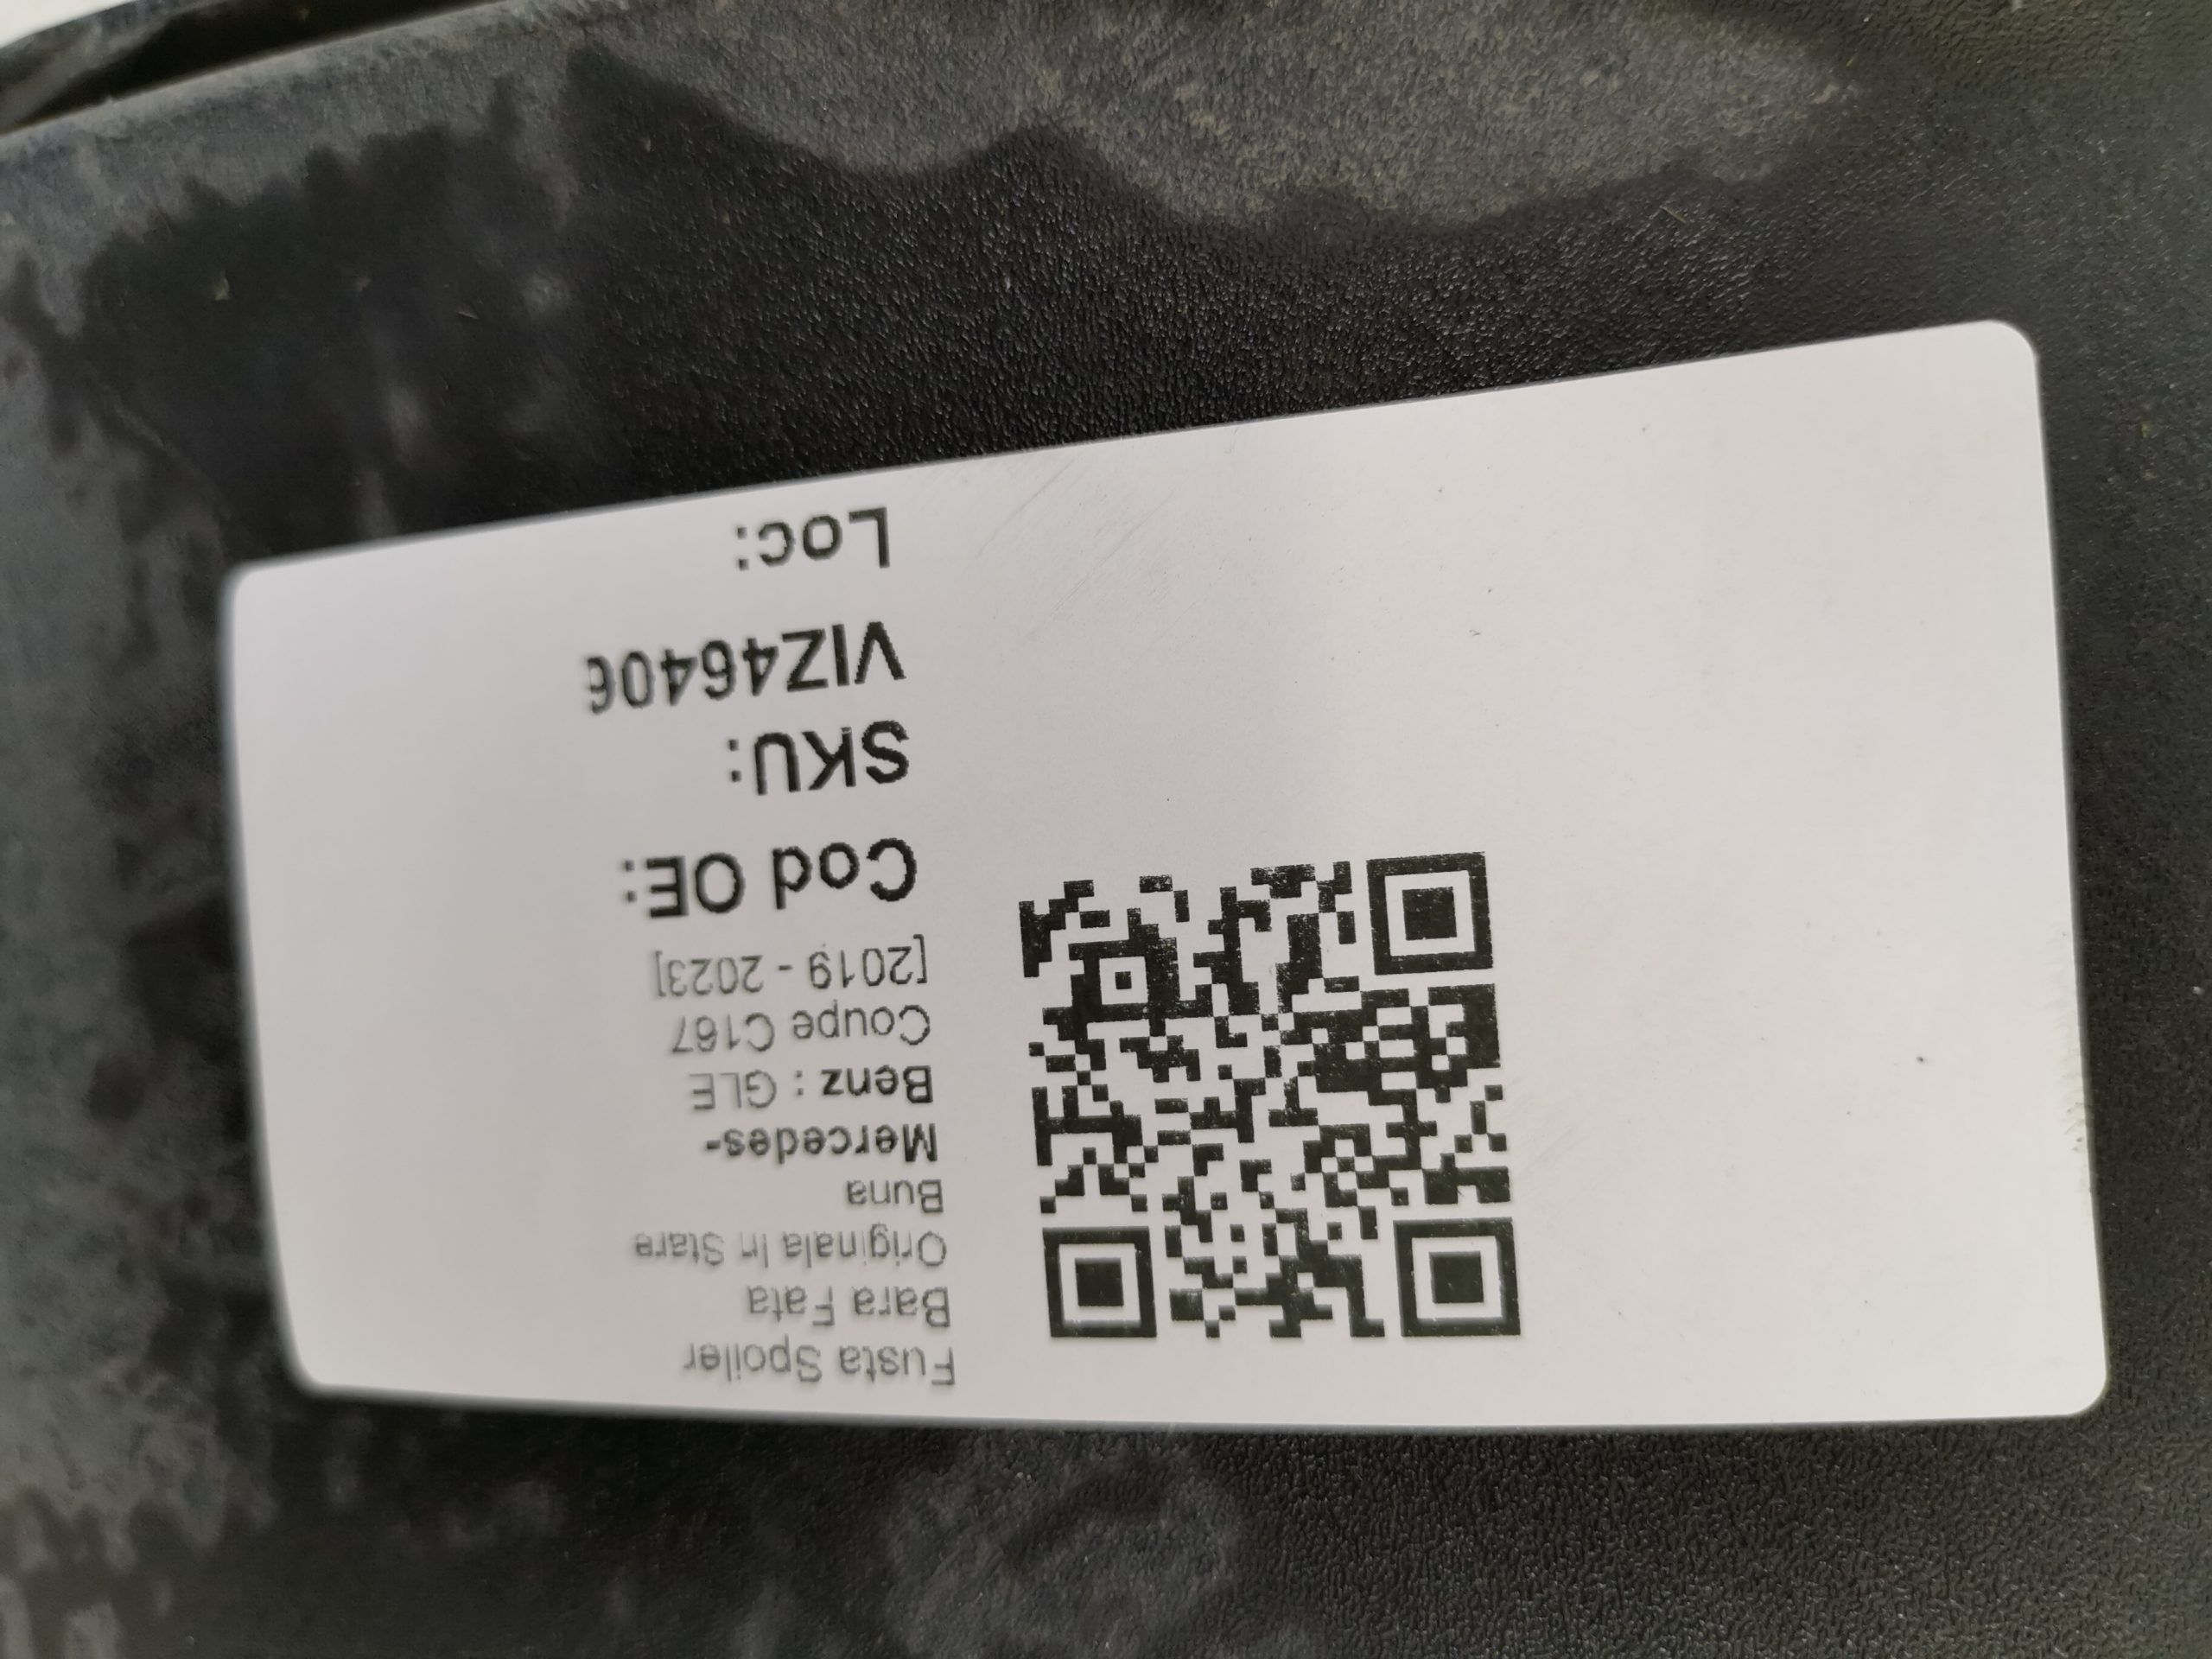 Fusta Spoiler
Bara Fata
Originala In Stare
Buna
Mercedes-
Benz : GLE
Coupe C167
[2019 - 2023]
Cod OE:
SKU:
VIZ46406
Loc: